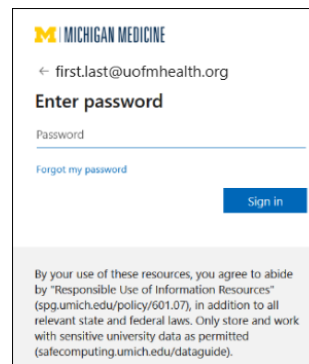 M | MICHIGAN MEDICINE
← first.last@uofmhealth.org
Enter password
Password
Forgot my password
Sign in
By your use of these resources, you agree to abide
by "Responsible Use of Information Resources"
(spg.umich.edu/policy/601.07), in addition to all
relevant state and federal laws. Only store and work
with sensitive university data as permitted
(safecomputing.umich.edu/dataguide).